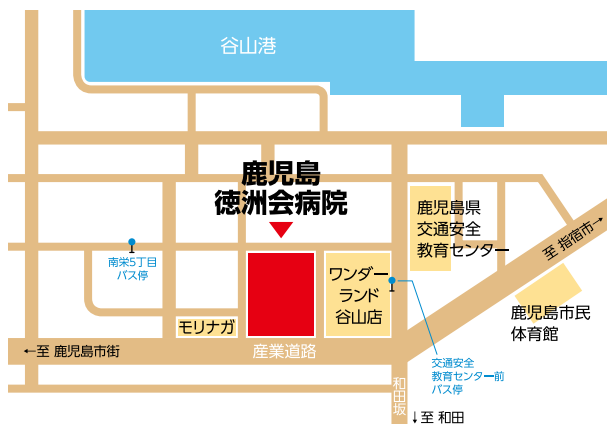 谷山港
鹿児島
徳洲会病院
鹿児島県
交通安全
教育センター
至 指宿市→
南栄5丁目
バス停
ワンダー
ランド
谷山店
モリナガ
鹿児島市民
体育館
←至 鹿児島市街
産業道路
交通安全
教育センター前
バス停
和田坂
↓至 和田